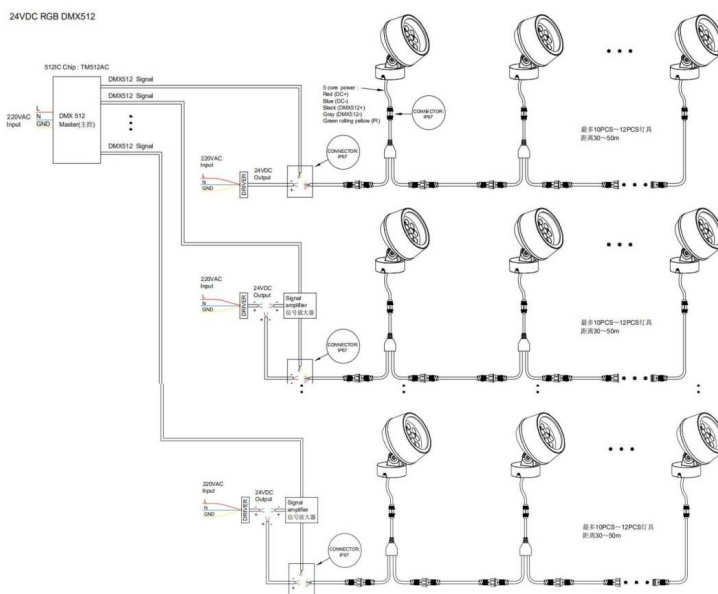 24VDC RGB DMX512
512IC Chip : TM512AC
DMX512 Signal
DMX512 Signal
DMX512 Signal
220VAC
Input
L
N
GND
DMX 512
Master(主控)
5 core power :
Red (DC+)
Blue (DC-)
Black (DMX512+)
Gray (DMX512-)
Green rolling yellow (PI)
CONNECTOR:
IP67
CONNECTOR:
IP67
最多10PCS～12PCS灯具
距离30～50m
220VAC
Input
L
N
GND
DRIVER
24VDC
Output
220VAC
Input
L
N
GND
DRIVER
24VDC
Output
Signal
amplifier
信号放大器
CONNECTOR:
IP67
最多10PCS～12PCS灯具
距离30～50m
220VAC
Input
L
N
GND
DRIVER
24VDC
Output
Signal
amplifier
信号放大器
CONNECTOR:
IP67
最多10PCS～12PCS灯具
距离30～50m